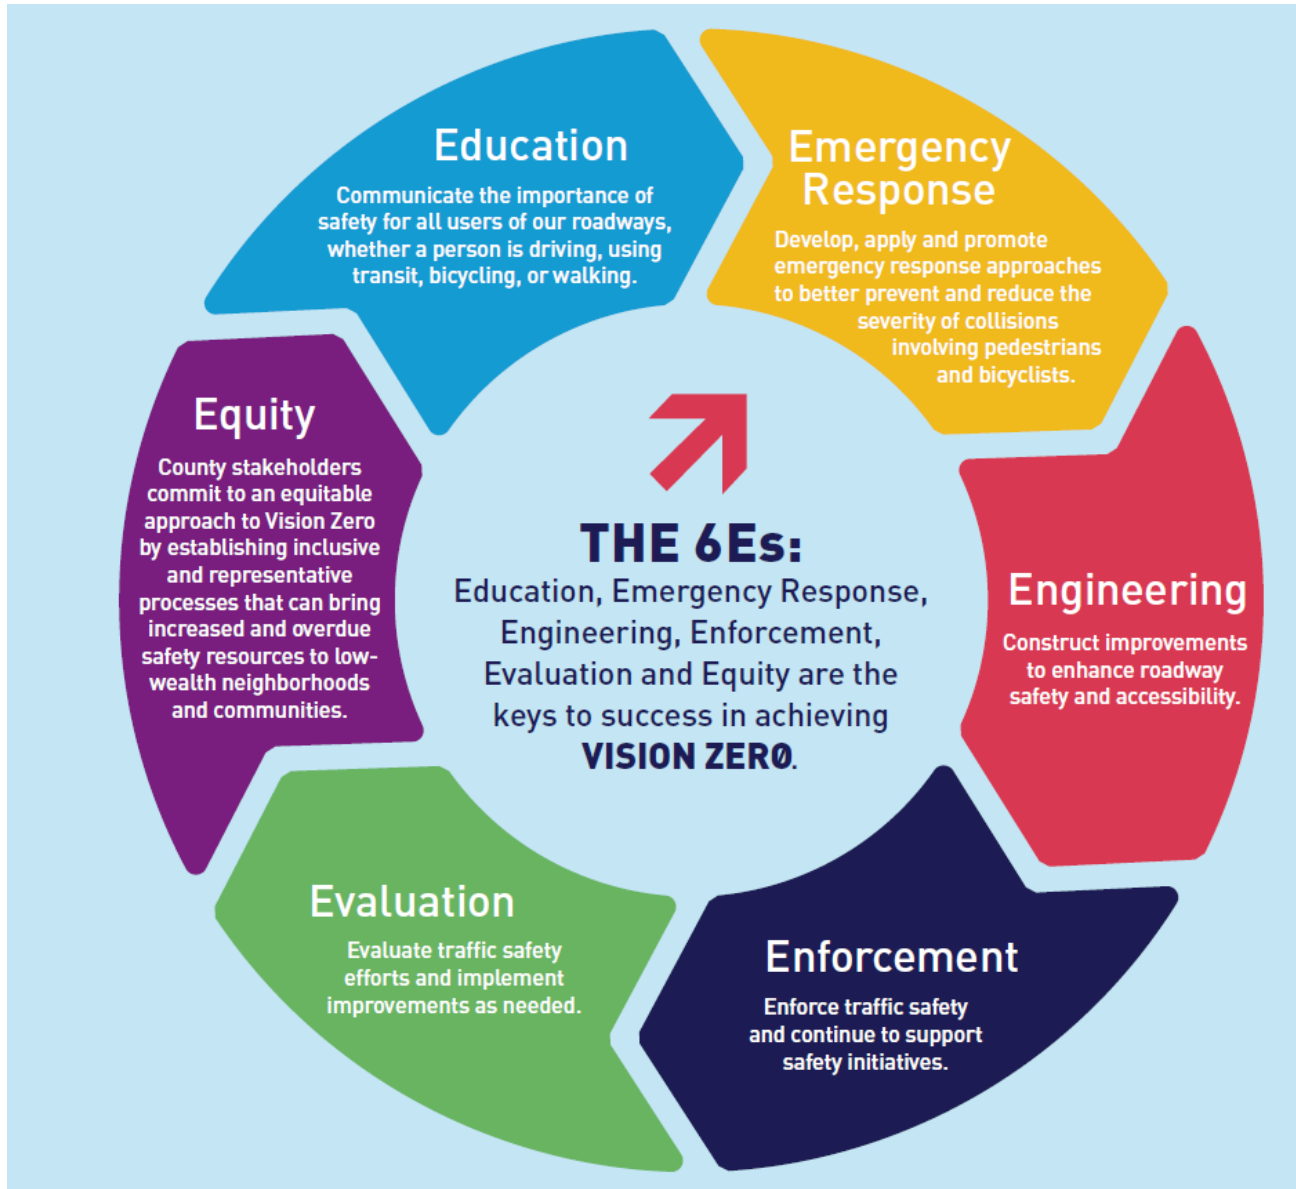 Education
Communicate the importance of
safety for all users of our roadways,
whether a person is driving, using
transit, bicycling, or walking.
Emergency
Response
Develop, apply and promote
emergency response approaches
to better prevent and reduce the
severity of collisions
involving pedestrians
and bicyclists.
Engineering
Construct improvements
to enhance roadway
safety and accessibility.
Enforcement
Enforce traffic safety
and continue to support
safety initiatives.
Evaluation
Evaluate traffic safety
efforts and implement
improvements as needed.
Equity
County stakeholders
commit to an equitable
approach to Vision Zero
by establishing inclusive
and representative
processes that can bring
increased and overdue
safety resources to low-
wealth neighborhoods
and communities.
THE 6Es:
Education, Emergency Response,
Engineering, Enforcement,
Evaluation and Equity are the
keys to success in achieving
VISION ZERØ.